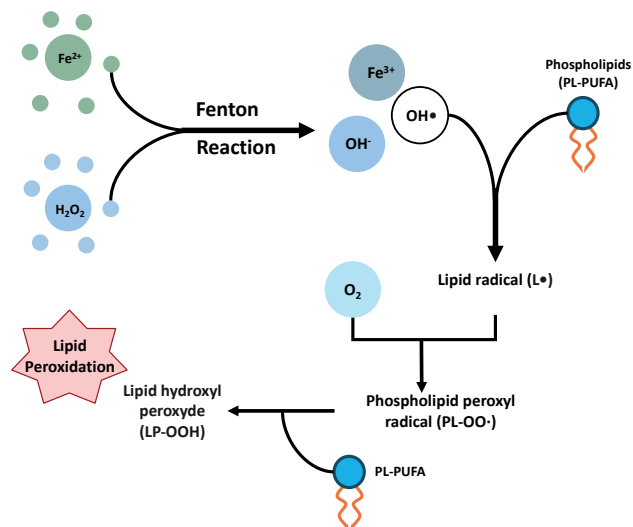 Fe²⁺
Fenton
Reaction
H₂O₂
Fe³⁺
OH•
OH⁻
Phospholipids
(PL-PUFA)
Lipid radical (L•)
O₂
Phospholipid peroxyl
radical (PL-OO·)
Lipid hydroxyl
peroxyde
(LP-OOH)
PL-PUFA
Lipid
Peroxidation